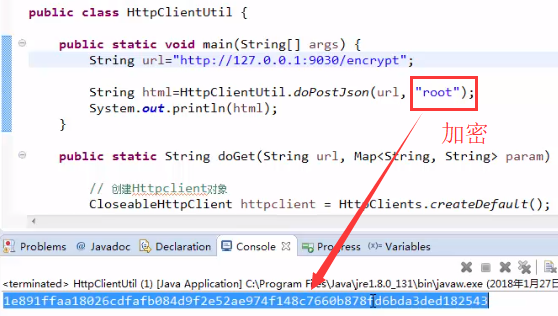 public class HttpClientUtil {
public static void main(String[] args) {
String url="http://127.0.0.1:9030/encrypt";
String html=HttpClientUtil.doPostJson(url, "root");
System.out.println(html);
}
加密
public static String doGet(String url, Map<String, String> param)
// 创建Httpclient对象
CloseableHttpClient httpclient = HttpClients.createDefault();
Problems @ Javadoc Declaration Console Progress (x)= Variables
<terminated> HttpClientUtil (1) [Java Application] C:\Program Files\Java\jre1.8.0_131\bin\javaw.exe (2018年1月27日
1e891ffaa18026cdfafb084d9f2e52ae974f148c7660b878fd6bda3ded182543